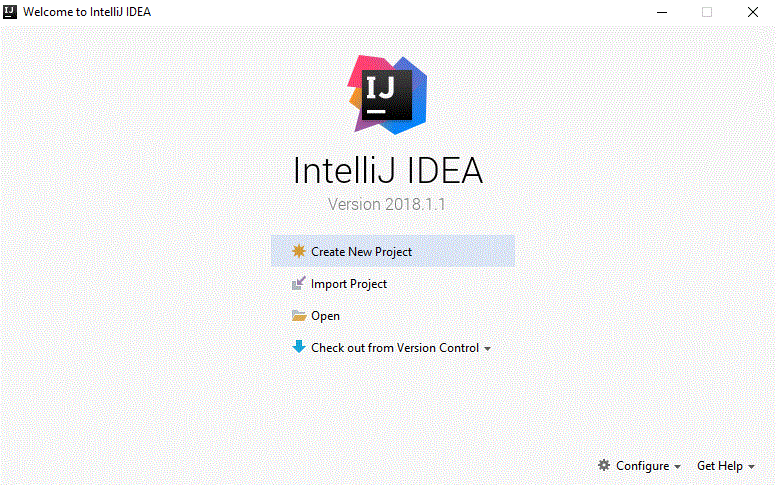 Welcome to IntelliJ IDEA
IJ
IntelliJ IDEA
Version 2018.1.1
Create New Project
Import Project
Open
Check out from Version Control
Configure Get Help